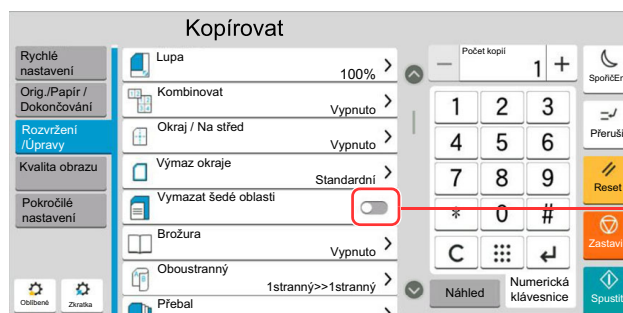 Kopírovat
Rychlé
nastavení
Orig./Papír /
Dokončování
Rozvržení
/Úpravy
Kvalita obrazu
Pokročilé
nastavení
Oblíbené
Zkratka
Lupa
100%
Kombinovat
Vypnuto
Okraj / Na střed
Vypnuto
Výmaz okraje
Standardní
Vymazat šedé oblasti
Brožura
Vypnuto
Oboustranný
1stranný>>1stranný
Přebal
Počet kopií
− 1 +
1 2 3
4 5 6
7 8 9
* 0 #
C
Náhled
Numerická
klávesnice
SpořičEn
Přeruši
Reset
Zastavi
Spustit